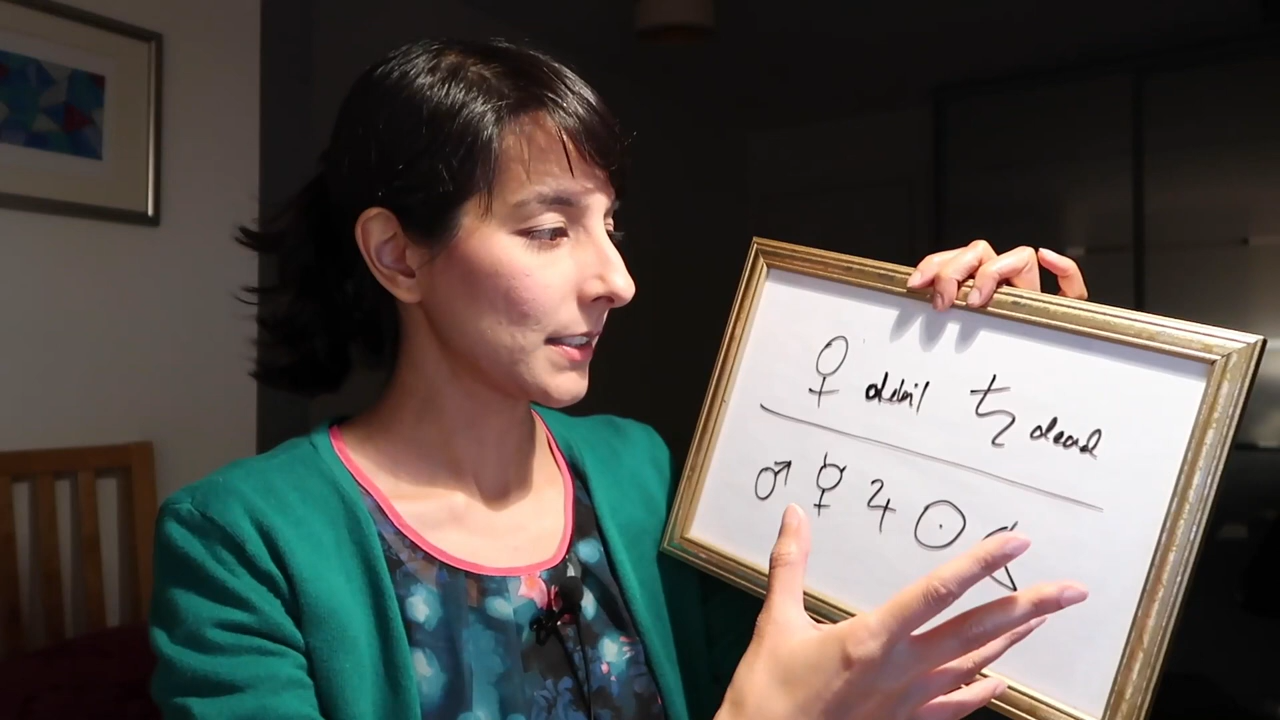 ♀ debil ♄ dead
♂ ☿ ♃ ☉